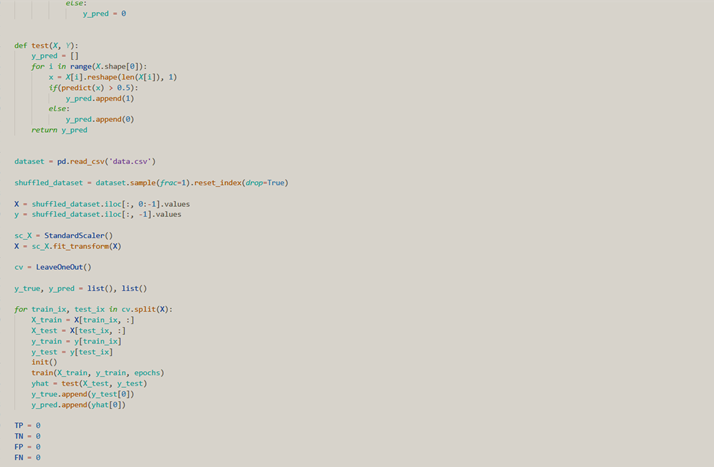 else:
y_pred = 0
def test(X, Y):
y_pred = []
for i in range(X.shape[0]):
x = X[i].reshape(len(X[i]), 1)
if(predict(x) > 0.5):
y_pred.append(1)
else:
y_pred.append(0)
return y_pred
dataset = pd.read_csv('data.csv')
shuffled_dataset = dataset.sample(frac=1).reset_index(drop=True)
X = shuffled_dataset.iloc[:, 0:-1].values
y = shuffled_dataset.iloc[:, -1].values
sc_X = StandardScaler()
X = sc_X.fit_transform(X)
cv = LeaveOneOut()
y_true, y_pred = list(), list()
for train_ix, test_ix in cv.split(X):
X_train = X[train_ix, :]
X_test = X[test_ix, :]
y_train = y[train_ix]
y_test = y[test_ix]
init()
train(X_train, y_train, epochs)
yhat = test(X_test, y_test)
y_true.append(y_test[0])
y_pred.append(yhat[0])
TP = 0
TN = 0
FP = 0
FN = 0